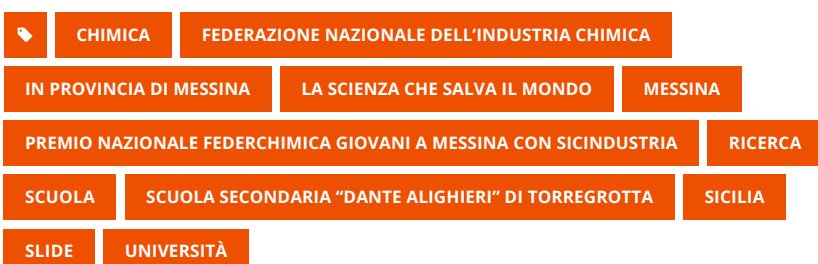 CHIMICA FEDERAZIONE NAZIONALE DELL’INDUSTRIA CHIMICA
IN PROVINCIA DI MESSINA LA SCIENZA CHE SALVA IL MONDO MESSINA
PREMIO NAZIONALE FEDERCHIMICA GIOVANI A MESSINA CON SICINDUSTRIA RICERCA
SCUOLA SCUOLA SECONDARIA “DANTE ALIGHIERI” DI TORREGROTTA SICILIA
SLIDE UNIVERSITÀ